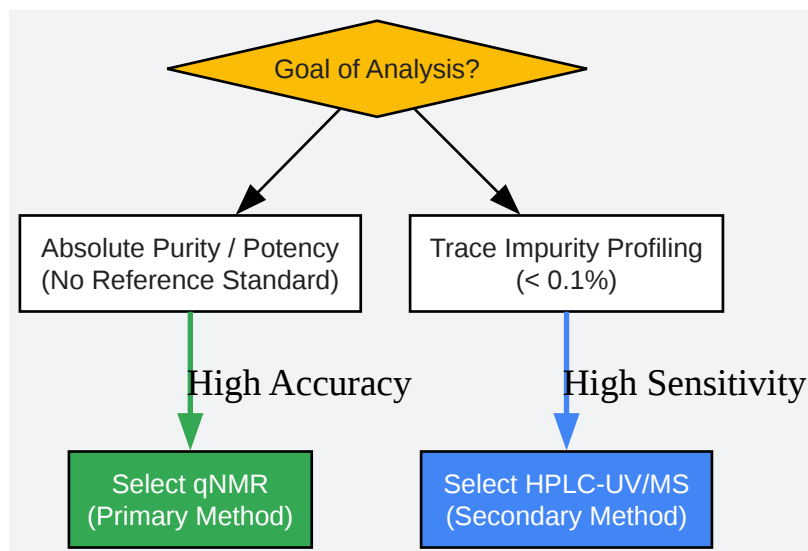 Goal of Analysis?
Absolute Purity / Potency
(No Reference Standard)
Trace Impurity Profiling
(< 0.1%)
High Accuracy
High Sensitivity
Select qNMR
(Primary Method)
Select HPLC-UV/MS
(Secondary Method)